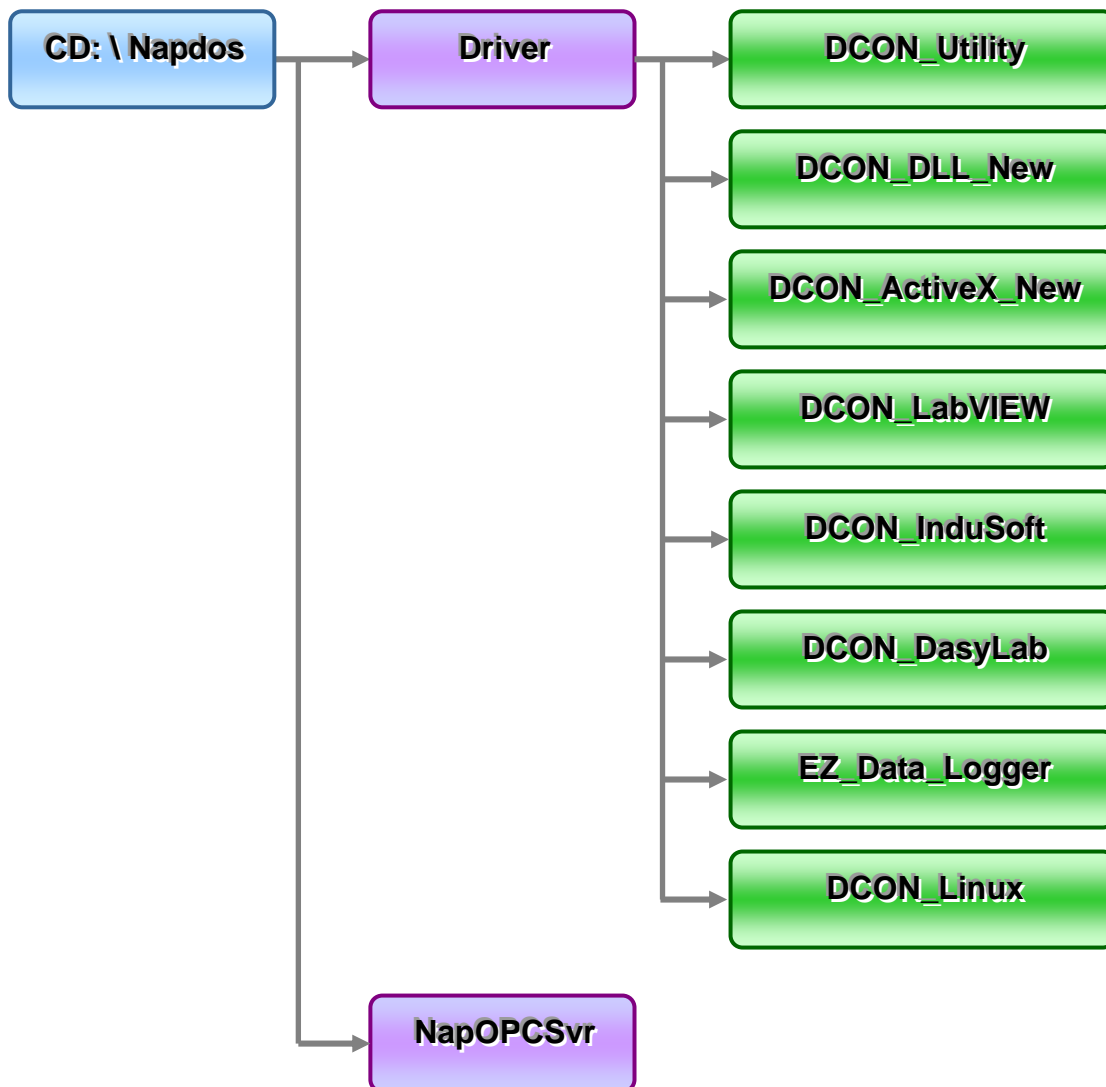 CD: \ Napdos
Driver
DCON_Utility
DCON_DLL_New
DCON_ActiveX_New
DCON_LabVIEW
DCON_InduSoft
DCON_DasyLab
EZ_Data_Logger
DCON_Linux
NapOPCSvr